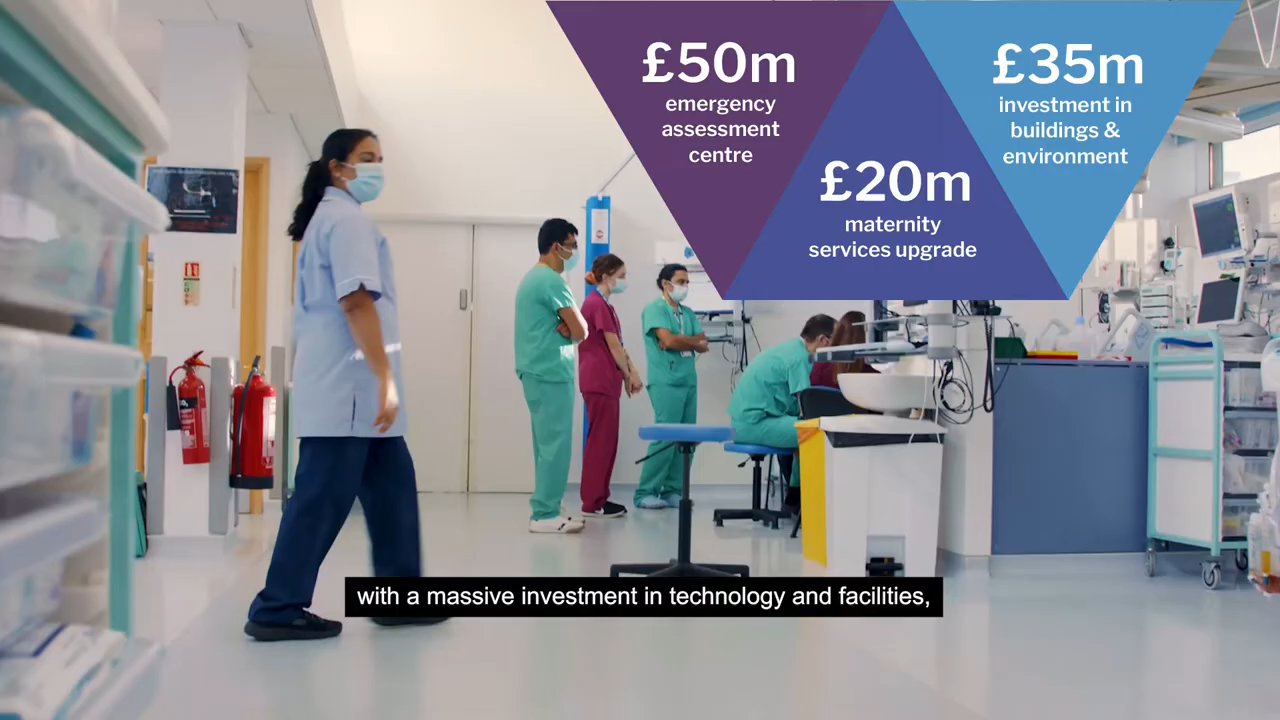 £50m
emergency
assessment
centre
£20m
maternity
services upgrade
£35m
investment in
buildings &
environment
with a massive investment in technology and facilities,